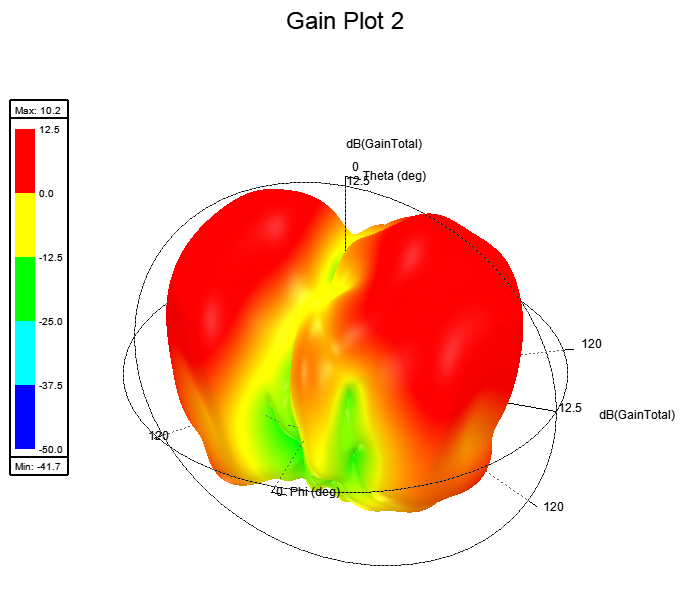 Gain Plot 2
Max: 10.2
12.5
0.0
-12.5
-25.0
-37.5
-50.0
Min: -41.7
dB(GainTotal)
0
Theta (deg)
12.5
120
12.5
dB(GainTotal)
120
0
Phi (deg)
120